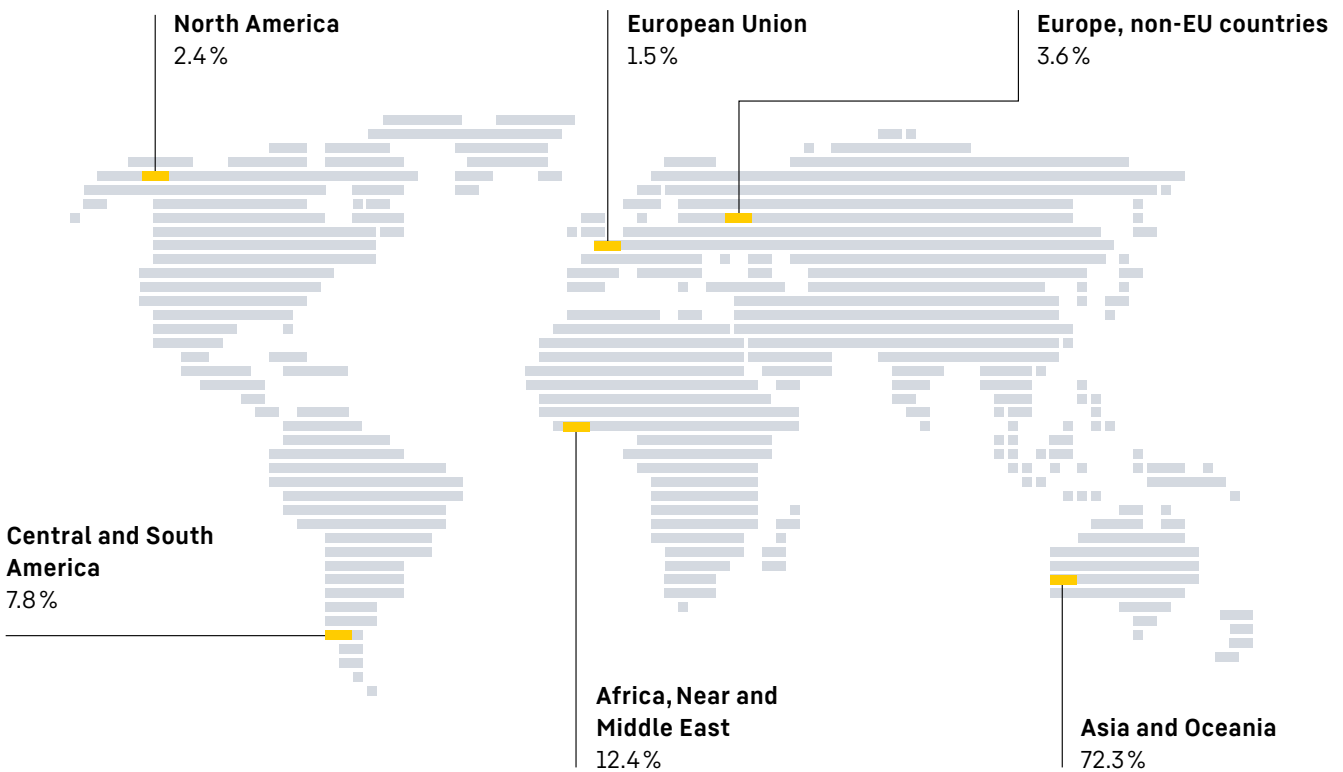 North America
2.4 %
European Union
1.5 %
Europe, non-EU countries
3.6 %
Central and South
America
7.8 %
Africa, Near and
Middle East
12.4 %
Asia and Oceania
72.3 %